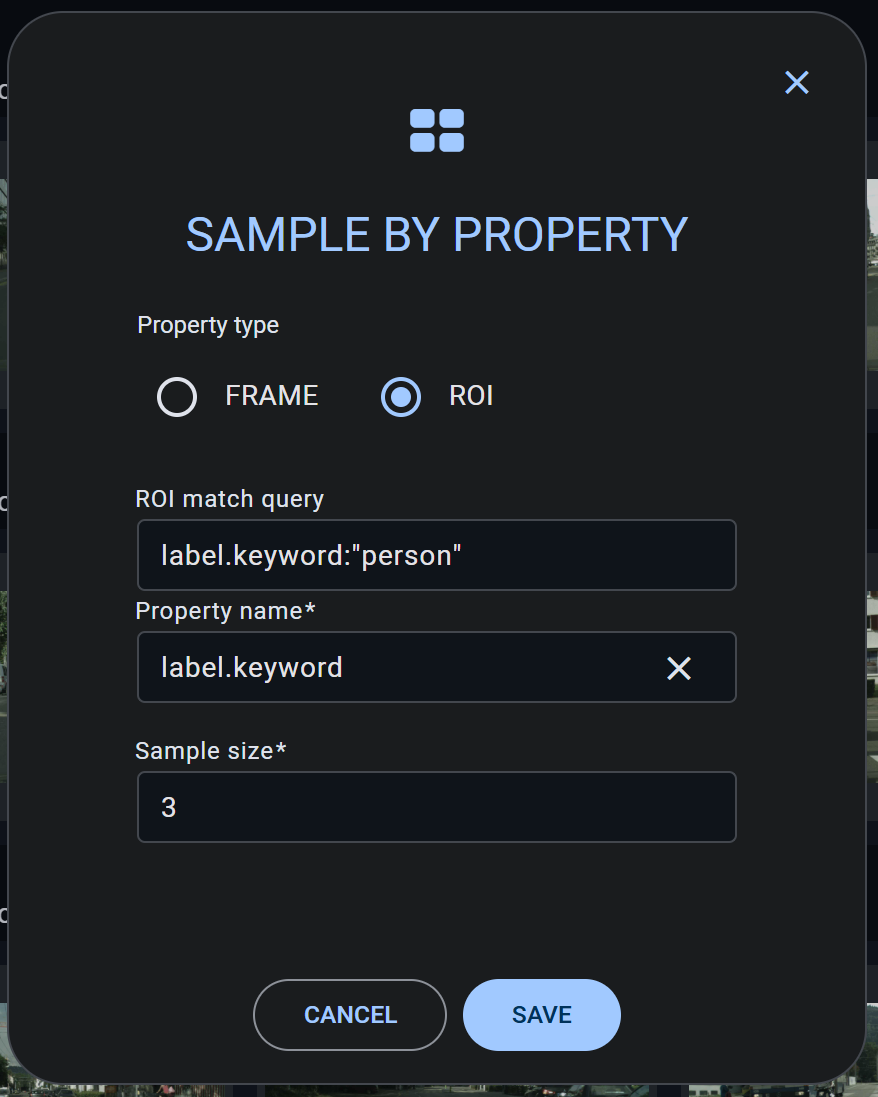 SAMPLE BY PROPERTY
Property type
FRAME ROI
ROI match query
label.keyword:"person"
Property name*
label.keyword
Sample size*
3
CANCEL SAVE